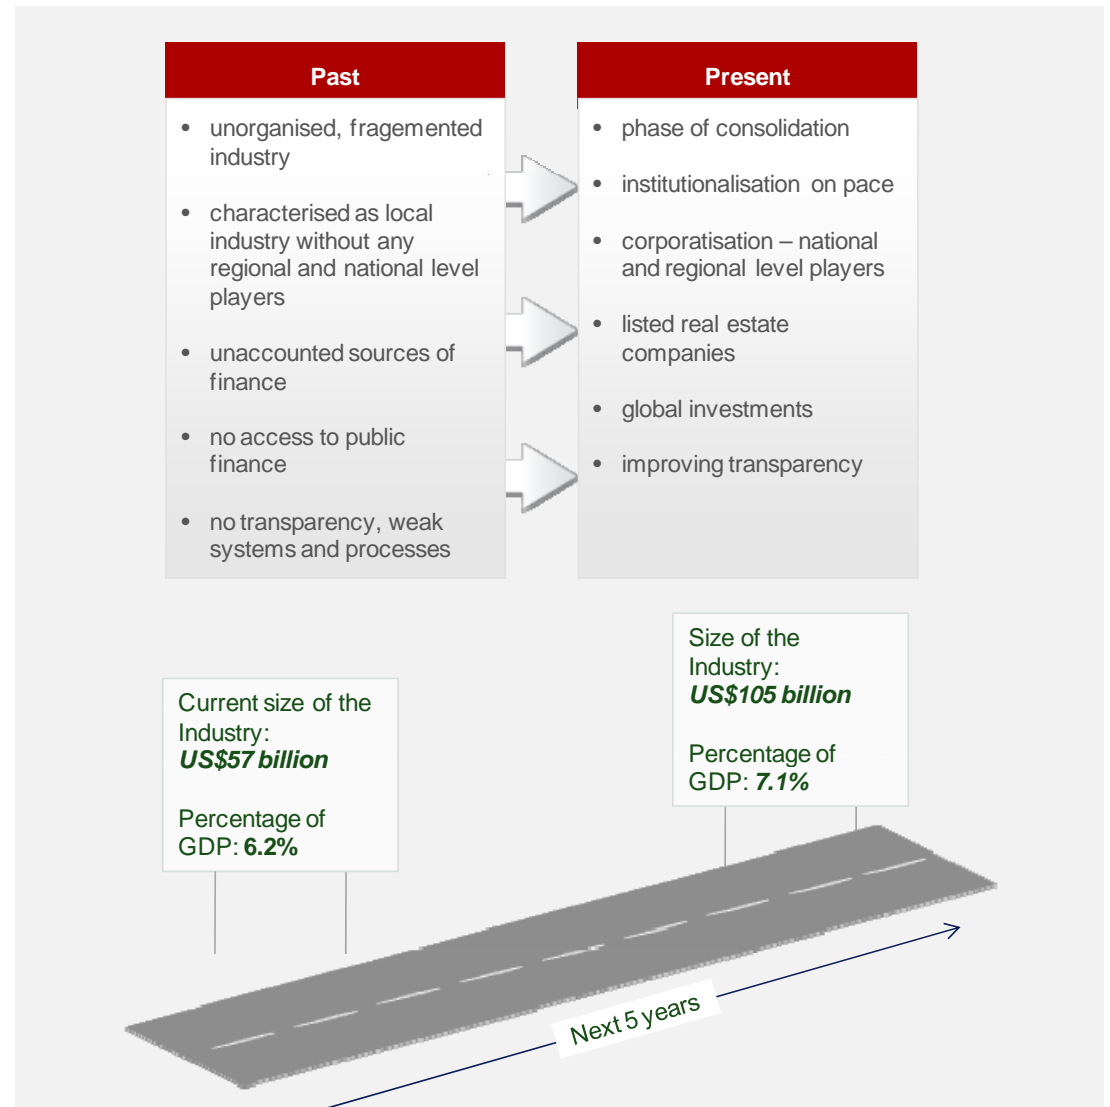 Past
• unorganised, fragemented
industry
• characterised as local
industry without any
regional and national level
players
• unaccounted sources of
finance
• no access to public
finance
• no transparency, weak
systems and processes
Present
• phase of consolidation
• institutionalisation on pace
• corporatisation – national
and regional level players
• listed real estate
companies
• global investments
• improving transparency
Current size of the
Industry:
US$57 billion
Percentage of
GDP: 6.2%
Size of the
Industry:
US$105 billion
Percentage of
GDP: 7.1%
Next 5 years